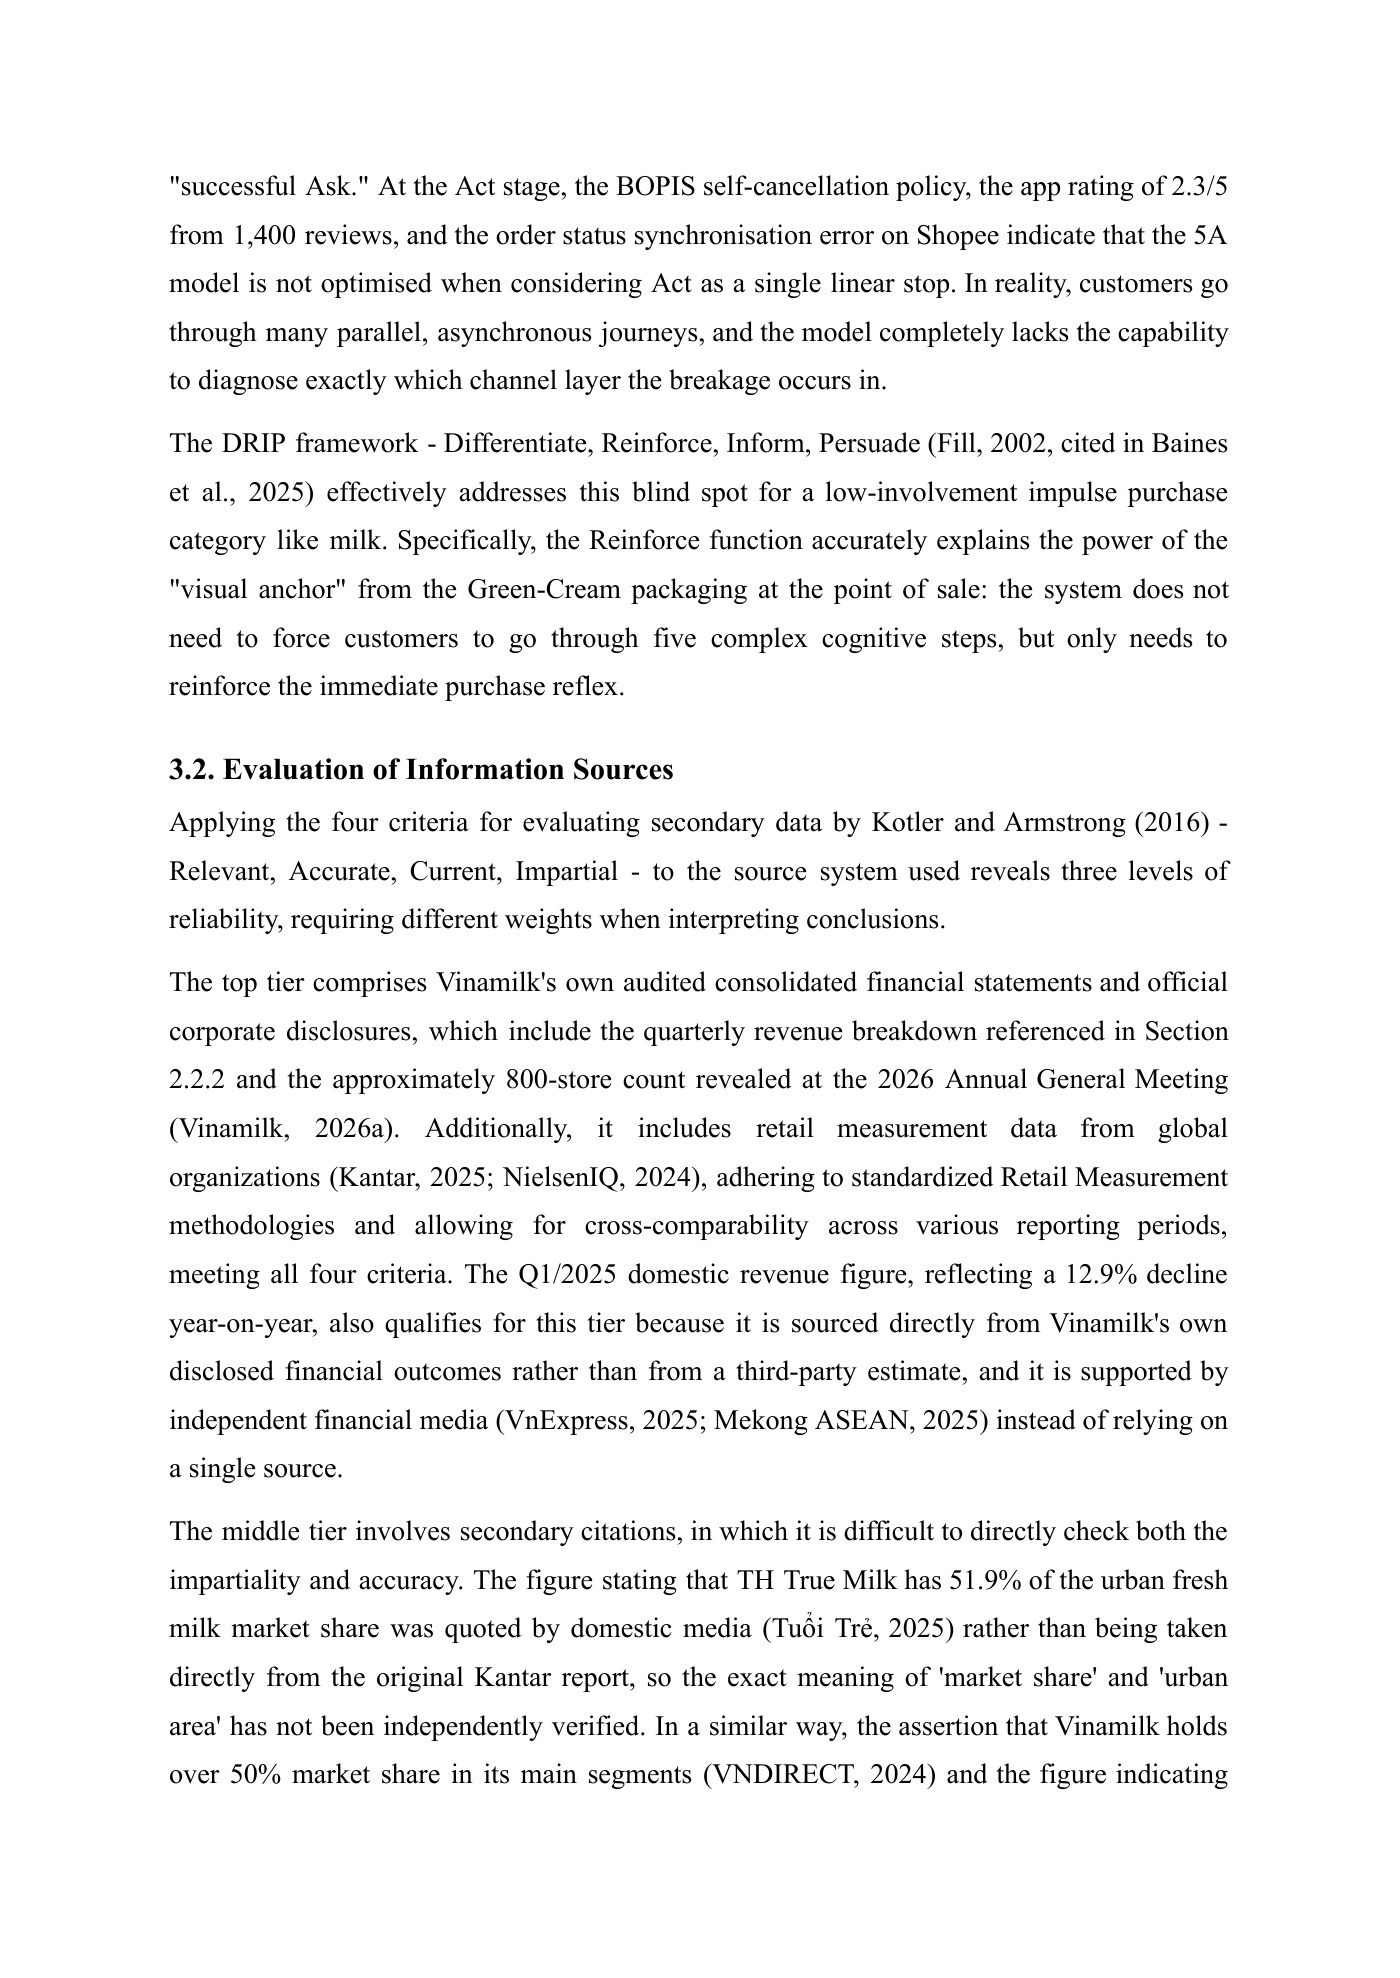 "successful Ask." At the Act stage, the BOPIS self-cancellation policy, the app rating of 2.3/5
from 1,400 reviews, and the order status synchronisation error on Shopee indicate that the 5A
model is not optimised when considering Act as a single linear stop. In reality, customers go
through many parallel, asynchronous journeys, and the model completely lacks the capability
to diagnose exactly which channel layer the breakage occurs in.
The DRIP framework - Differentiate, Reinforce, Inform, Persuade (Fill, 2002, cited in Baines
et al., 2025) effectively addresses this blind spot for a low-involvement impulse purchase
category like milk. Specifically, the Reinforce function accurately explains the power of the
"visual anchor" from the Green-Cream packaging at the point of sale: the system does not
need to force customers to go through five complex cognitive steps, but only needs to
reinforce the immediate purchase reflex.
3.2. Evaluation of Information Sources
Applying the four criteria for evaluating secondary data by Kotler and Armstrong (2016) -
Relevant, Accurate, Current, Impartial - to the source system used reveals three levels of
reliability, requiring different weights when interpreting conclusions.
The top tier comprises Vinamilk's own audited consolidated financial statements and official
corporate disclosures, which include the quarterly revenue breakdown referenced in Section
2.2.2 and the approximately 800-store count revealed at the 2026 Annual General Meeting
(Vinamilk, 2026a). Additionally, it includes retail measurement data from global
organizations (Kantar, 2025; NielsenIQ, 2024), adhering to standardized Retail Measurement
methodologies and allowing for cross-comparability across various reporting periods,
meeting all four criteria. The Q1/2025 domestic revenue figure, reflecting a 12.9% decline
year-on-year, also qualifies for this tier because it is sourced directly from Vinamilk's own
disclosed financial outcomes rather than from a third-party estimate, and it is supported by
independent financial media (VnExpress, 2025; Mekong ASEAN, 2025) instead of relying on
a single source.
The middle tier involves secondary citations, in which it is difficult to directly check both the
impartiality and accuracy. The figure stating that TH True Milk has 51.9% of the urban fresh
milk market share was quoted by domestic media (Tuổi Trẻ, 2025) rather than being taken
directly from the original Kantar report, so the exact meaning of 'market share' and 'urban
area' has not been independently verified. In a similar way, the assertion that Vinamilk holds
over 50% market share in its main segments (VNDIRECT, 2024) and the figure indicating